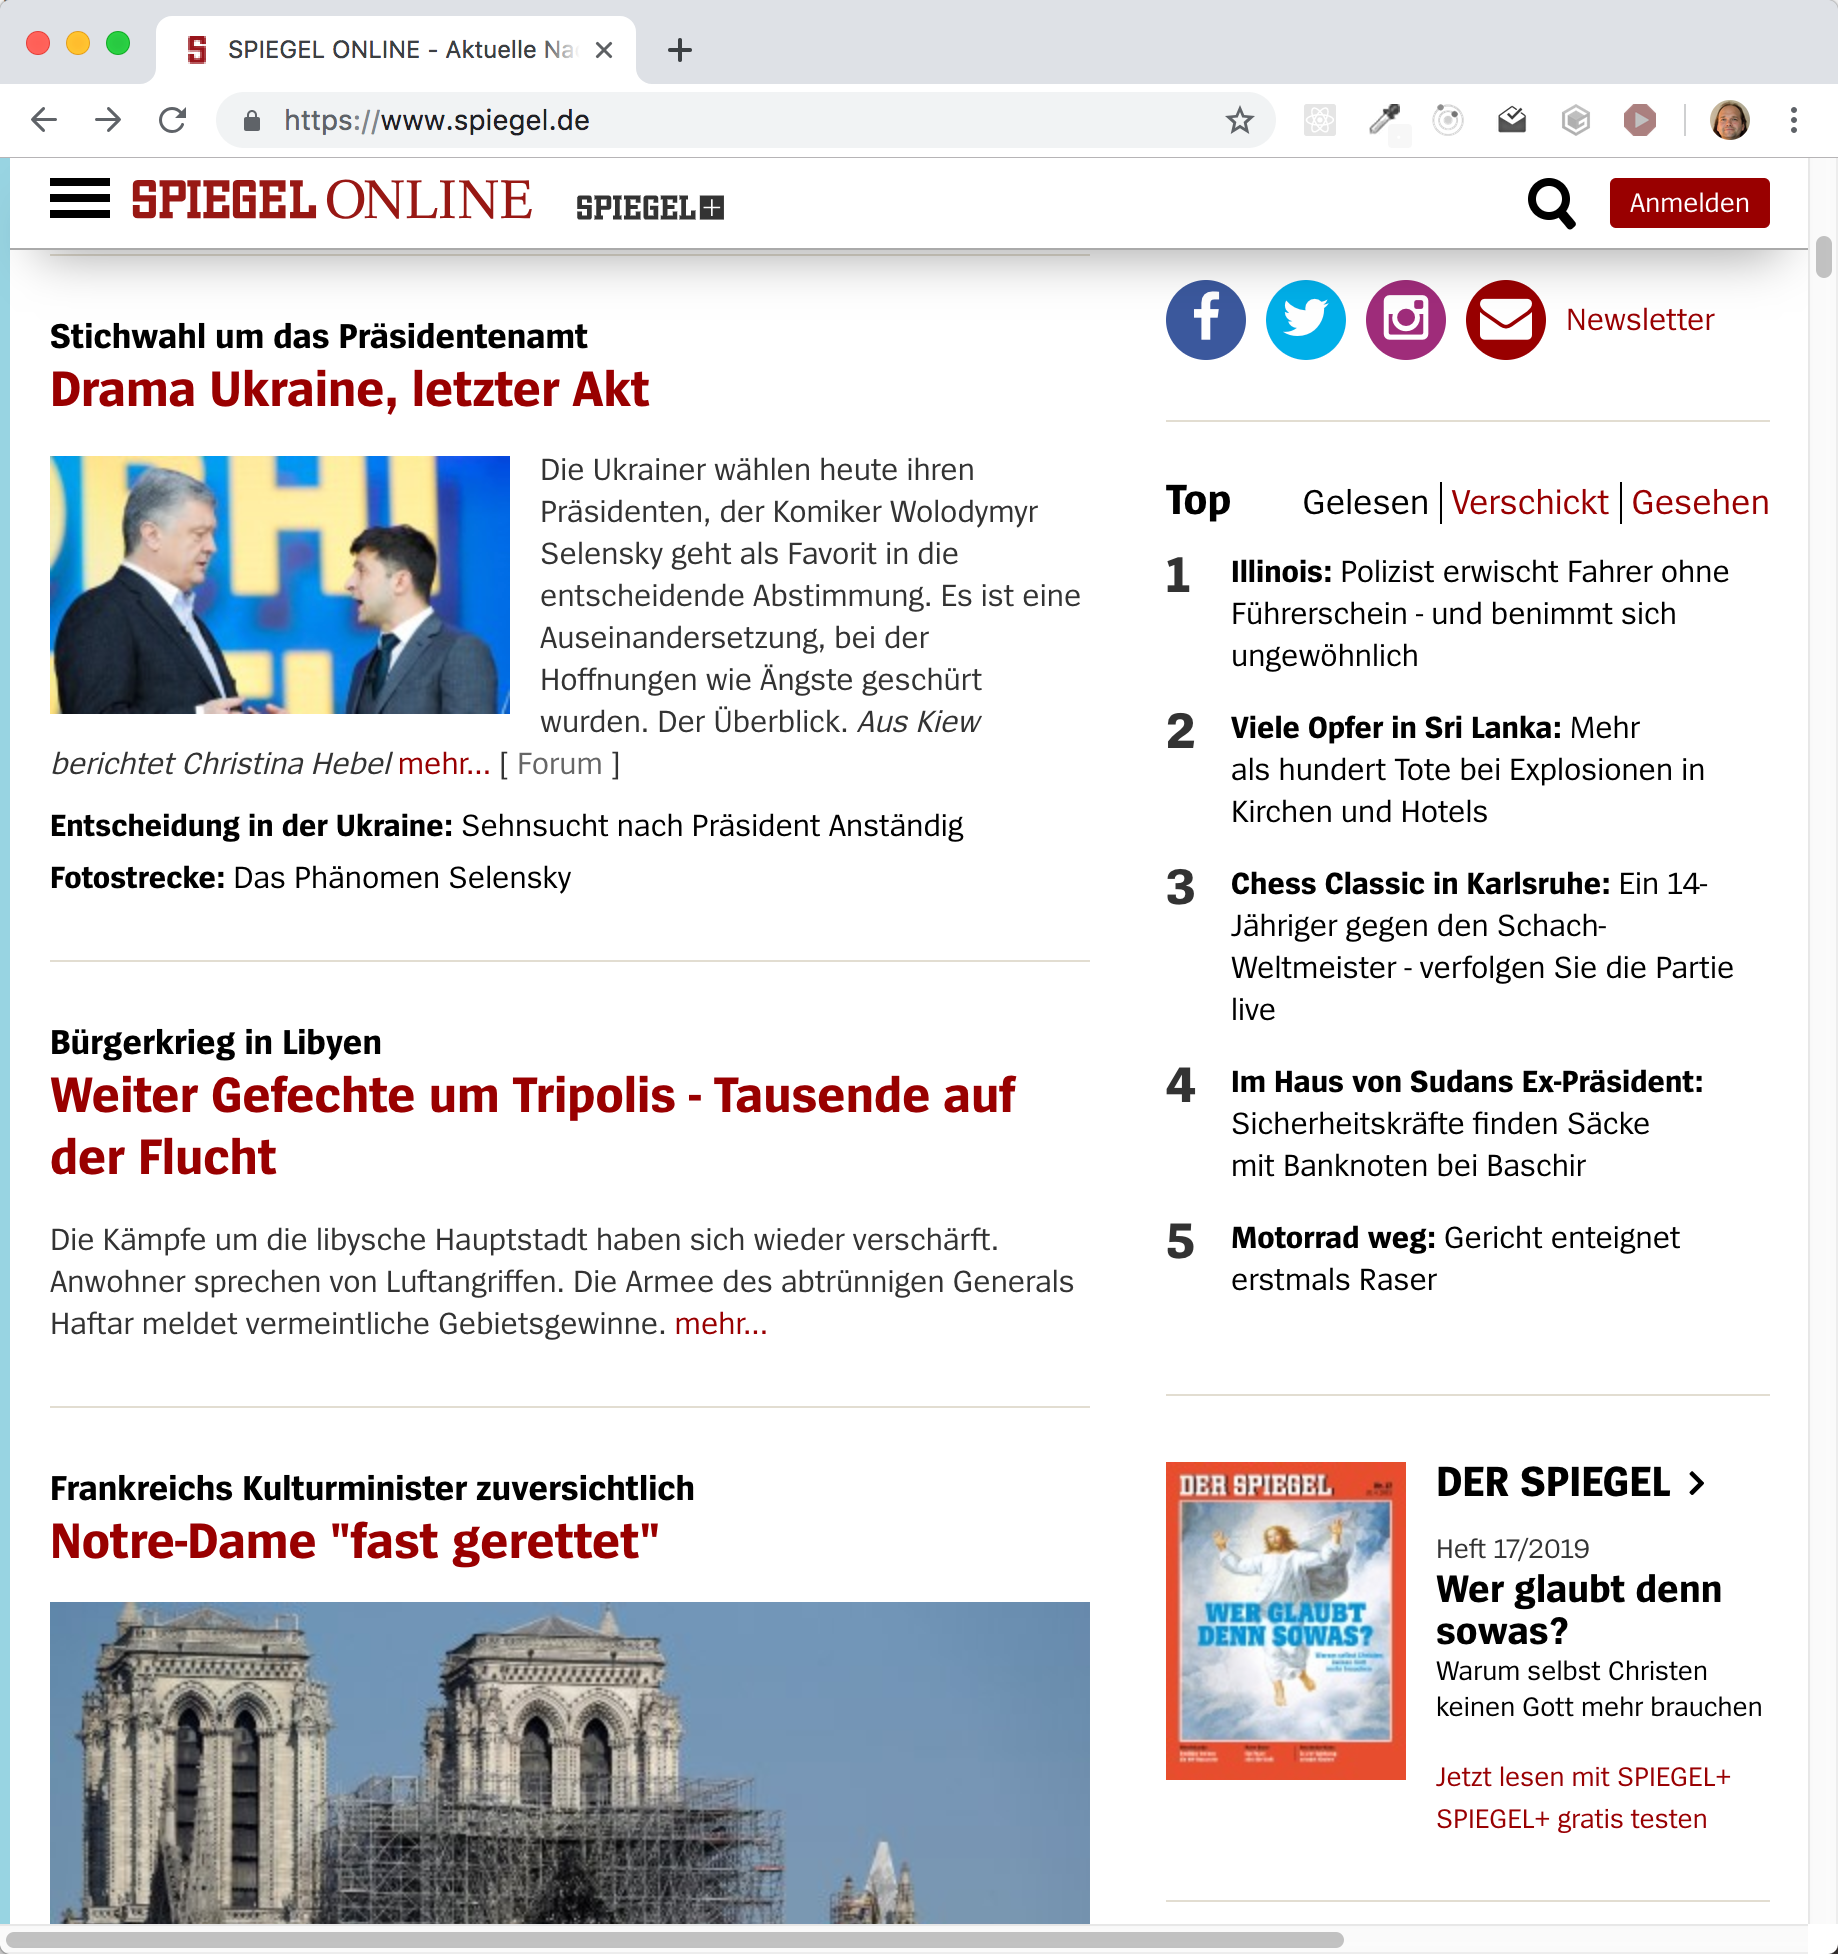 SPIEGEL ONLINE - Aktuelle Na
https://www.spiegel.de
SPIEGEL ONLINE
SPIEGEL+
Anmelden
Stichwahl um das Präsidentenamt
Drama Ukraine, letzter Akt
Die Ukrainer wählen heute ihren
Präsidenten, der Komiker Wolodymyr
Selensky geht als Favorit in die
entscheidende Abstimmung. Es ist eine
Auseinandersetzung, bei der
Hoffnungen wie Ängste geschürt
wurden. Der Überblick. Aus Kiew
berichtet Christina Hebel mehr... [ Forum ]
Entscheidung in der Ukraine: Sehnsucht nach Präsident Anständig
Fotostrecke: Das Phänomen Selensky
Bürgerkrieg in Libyen
Weiter Gefechte um Tripolis - Tausende auf
der Flucht
Die Kämpfe um die libysche Hauptstadt haben sich wieder verschärft.
Anwohner sprechen von Luftangriffen. Die Armee des abtrünnigen Generals
Haftar meldet vermeintliche Gebietsgewinne. mehr...
Frankreichs Kulturminister zuversichtlich
Notre-Dame "fast gerettet"
Newsletter
Top Gelesen Verschickt Gesehen
1 Illinois: Polizist erwischt Fahrer ohne
Führerschein - und benimmt sich
ungewöhnlich
2 Viele Opfer in Sri Lanka: Mehr
als hundert Tote bei Explosionen in
Kirchen und Hotels
3 Chess Classic in Karlsruhe: Ein 14-
Jähriger gegen den Schach-
Weltmeister - verfolgen Sie die Partie
live
4 Im Haus von Sudans Ex-Präsident:
Sicherheitskräfte finden Säcke
mit Banknoten bei Baschir
5 Motorrad weg: Gericht enteignet
erstmals Raser
DER SPIEGEL
WER GLAUBT
DENN SOWAS?
DER SPIEGEL
Heft 17/2019
Wer glaubt denn
sowas?
Warum selbst Christen
keinen Gott mehr brauchen
Jetzt lesen mit SPIEGEL+
SPIEGEL+ gratis testen